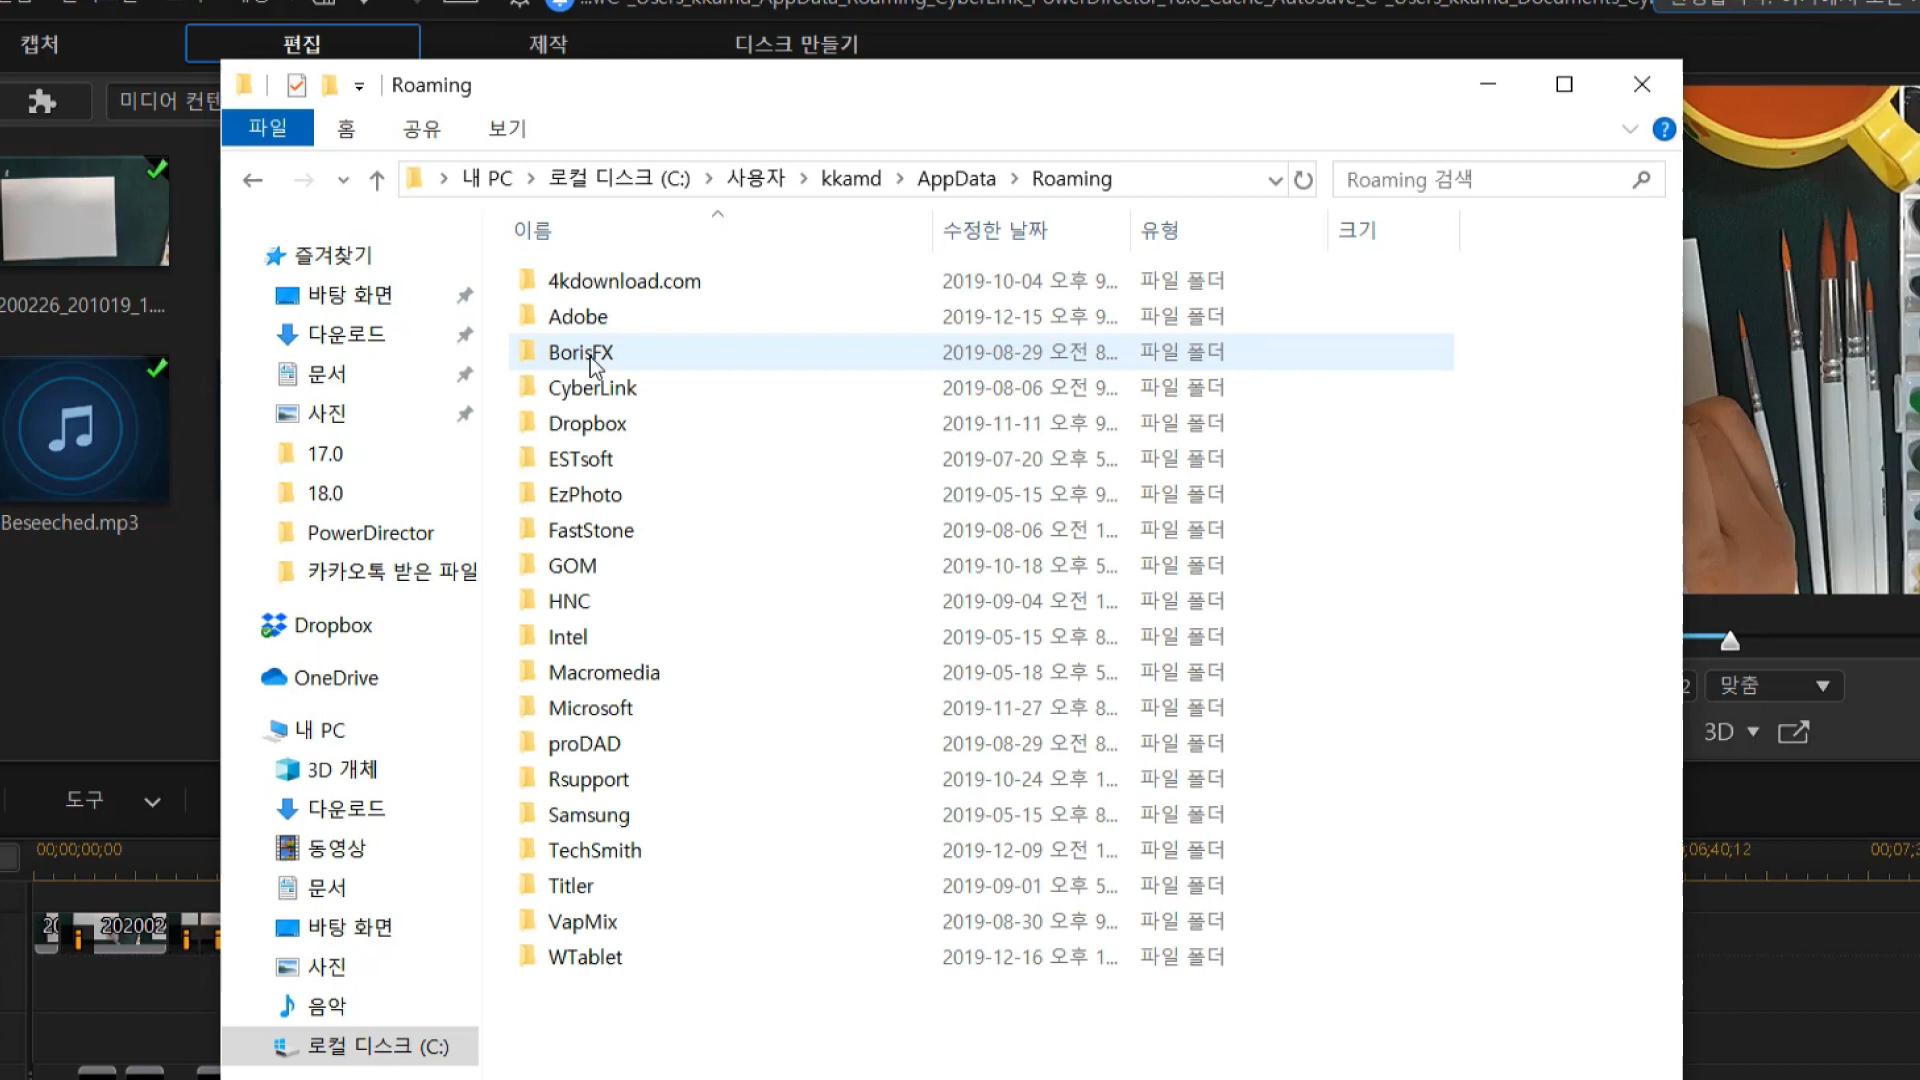 캡처
편집
제작
디스크 만들기
미디어 컨텐
200226_201019_1....
Beseeched.mp3
도구
00;00;00;00
202002
Roaming
파일
홈
공유
보기
내 PC > 로컬 디스크 (C:) > 사용자 > kkamd > AppData > Roaming
Roaming 검색
즐겨찾기
바탕 화면
다운로드
문서
사진
17.0
18.0
PowerDirector
카카오톡 받은 파일
Dropbox
OneDrive
내 PC
3D 개체
다운로드
동영상
문서
바탕 화면
사진
음악
로컬 디스크 (C:)
이름 수정한 날짜 유형 크기
4kdownload.com 2019-10-04 오후 9... 파일 폴더
Adobe 2019-12-15 오후 9... 파일 폴더
BorisFX 2019-08-29 오전 8... 파일 폴더
CyberLink 2019-08-06 오전 9... 파일 폴더
Dropbox 2019-11-11 오후 9... 파일 폴더
ESTsoft 2019-07-20 오후 5... 파일 폴더
EzPhoto 2019-05-15 오후 9... 파일 폴더
FastStone 2019-08-06 오전 1... 파일 폴더
GOM 2019-10-18 오후 5... 파일 폴더
HNC 2019-09-04 오전 1... 파일 폴더
Intel 2019-05-15 오후 8... 파일 폴더
Macromedia 2019-05-18 오후 5... 파일 폴더
Microsoft 2019-11-27 오후 8... 파일 폴더
proDAD 2019-08-29 오전 8... 파일 폴더
Rsupport 2019-10-24 오후 1... 파일 폴더
Samsung 2019-05-15 오후 8... 파일 폴더
TechSmith 2019-12-09 오전 1... 파일 폴더
Titler 2019-09-01 오후 5... 파일 폴더
VapMix 2019-08-30 오후 9... 파일 폴더
WTablet 2019-12-16 오후 1... 파일 폴더
맞춤
3D
;06;40;12
00;07;3